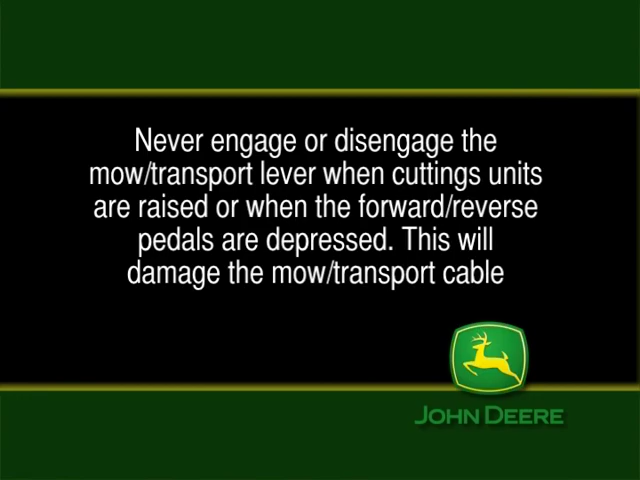 Never engage or disengage the
mow/transport lever when cuttings units
are raised or when the forward/reverse
pedals are depressed. This will
damage the mow/transport cable
JOHN DEERE